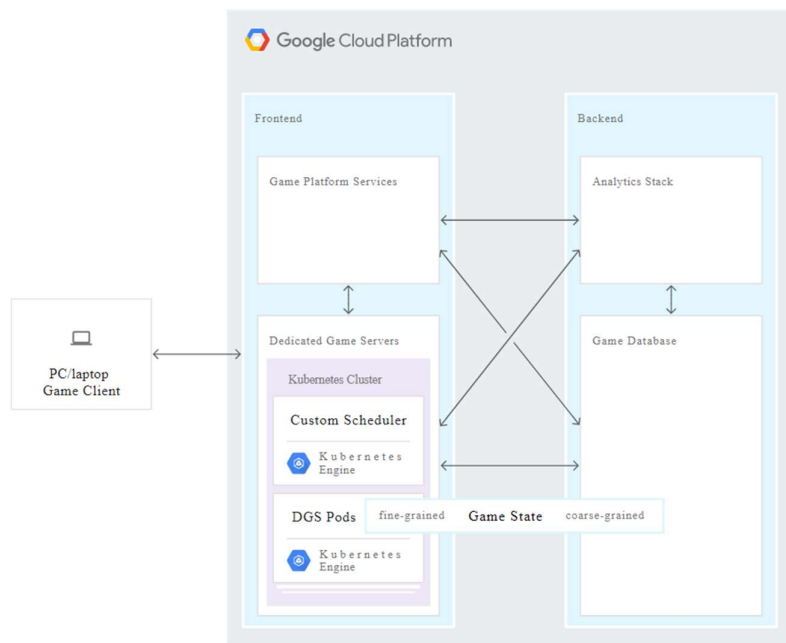 Google Cloud Platform
Frontend
Game Platform Services
Dedicated Game Servers
Kubernetes Cluster
Custom Scheduler
Kubernetes
Engine
DGS Pods
Kubernetes
Engine
fine-grained Game State coarse-grained
Backend
Analytics Stack
Game Database
PC/laptop
Game Client